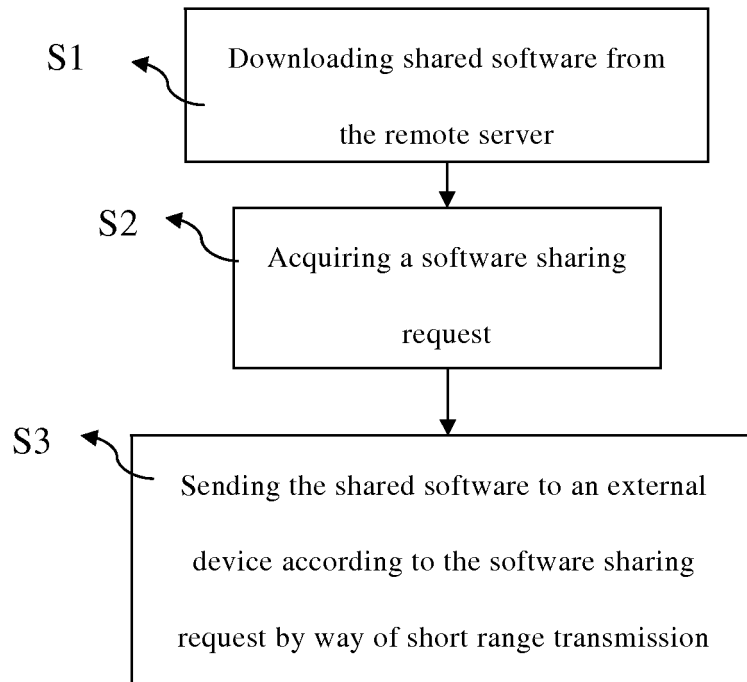 S1
Downloading shared software from
the remote server
S2
Acquiring a software sharing
request
S3
Sending the shared software to an external
device according to the software sharing
request by way of short range transmission